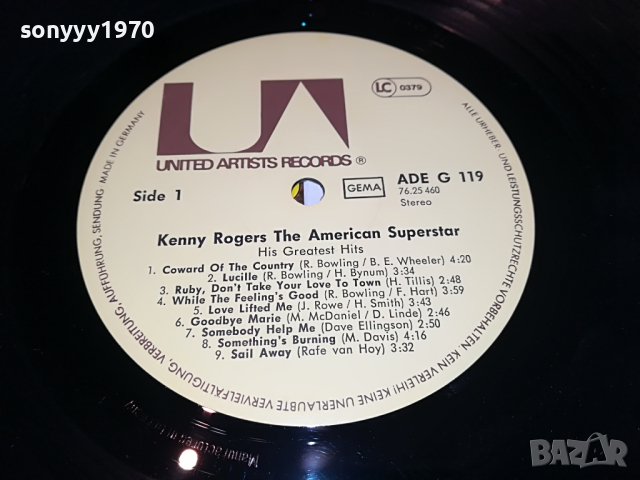 sonyyy1970
UNITED ARTISTS RECORDS ®
LC 0379
Side 1
GEMA
ADE G 119
76.25 460
Stereo
Kenny Rogers The American Superstar
His Greatest Hits
1. Coward Of The Country (R. Bowling / B. E. Wheeler) 4:20
2. Lucille (R. Bowling / H. Bynum) 3:34
3. Ruby, Don't Take Your Love To Town (H. Tillis) 2:48
4. While The Feeling's Good (R. Bowling / F. Hart) 3:59
5. Love Lifted Me (J. Rowe / H. Smith) 3:43
6. Goodbye Marie (M. McDaniel / D. Linde) 2:52
7. Somebody Help Me (Dave Ellingson) 2:50
8. Something's Burning (M. Davis) 4:16
9. Sail Away (Rafe van Hoy) 3:32
ALLE URHEBER- UND LEISTUNGSSCHUTZRECHTE VORBEHALTEN. KEIN VERLEIH! KEINE UNERLAUBTE VERVIELFÄLTIGUNG, VERBREITUNG, AUFFÜHRUNG, SENDUNG MADE IN GERMANY
Manufactured in
BAZAR